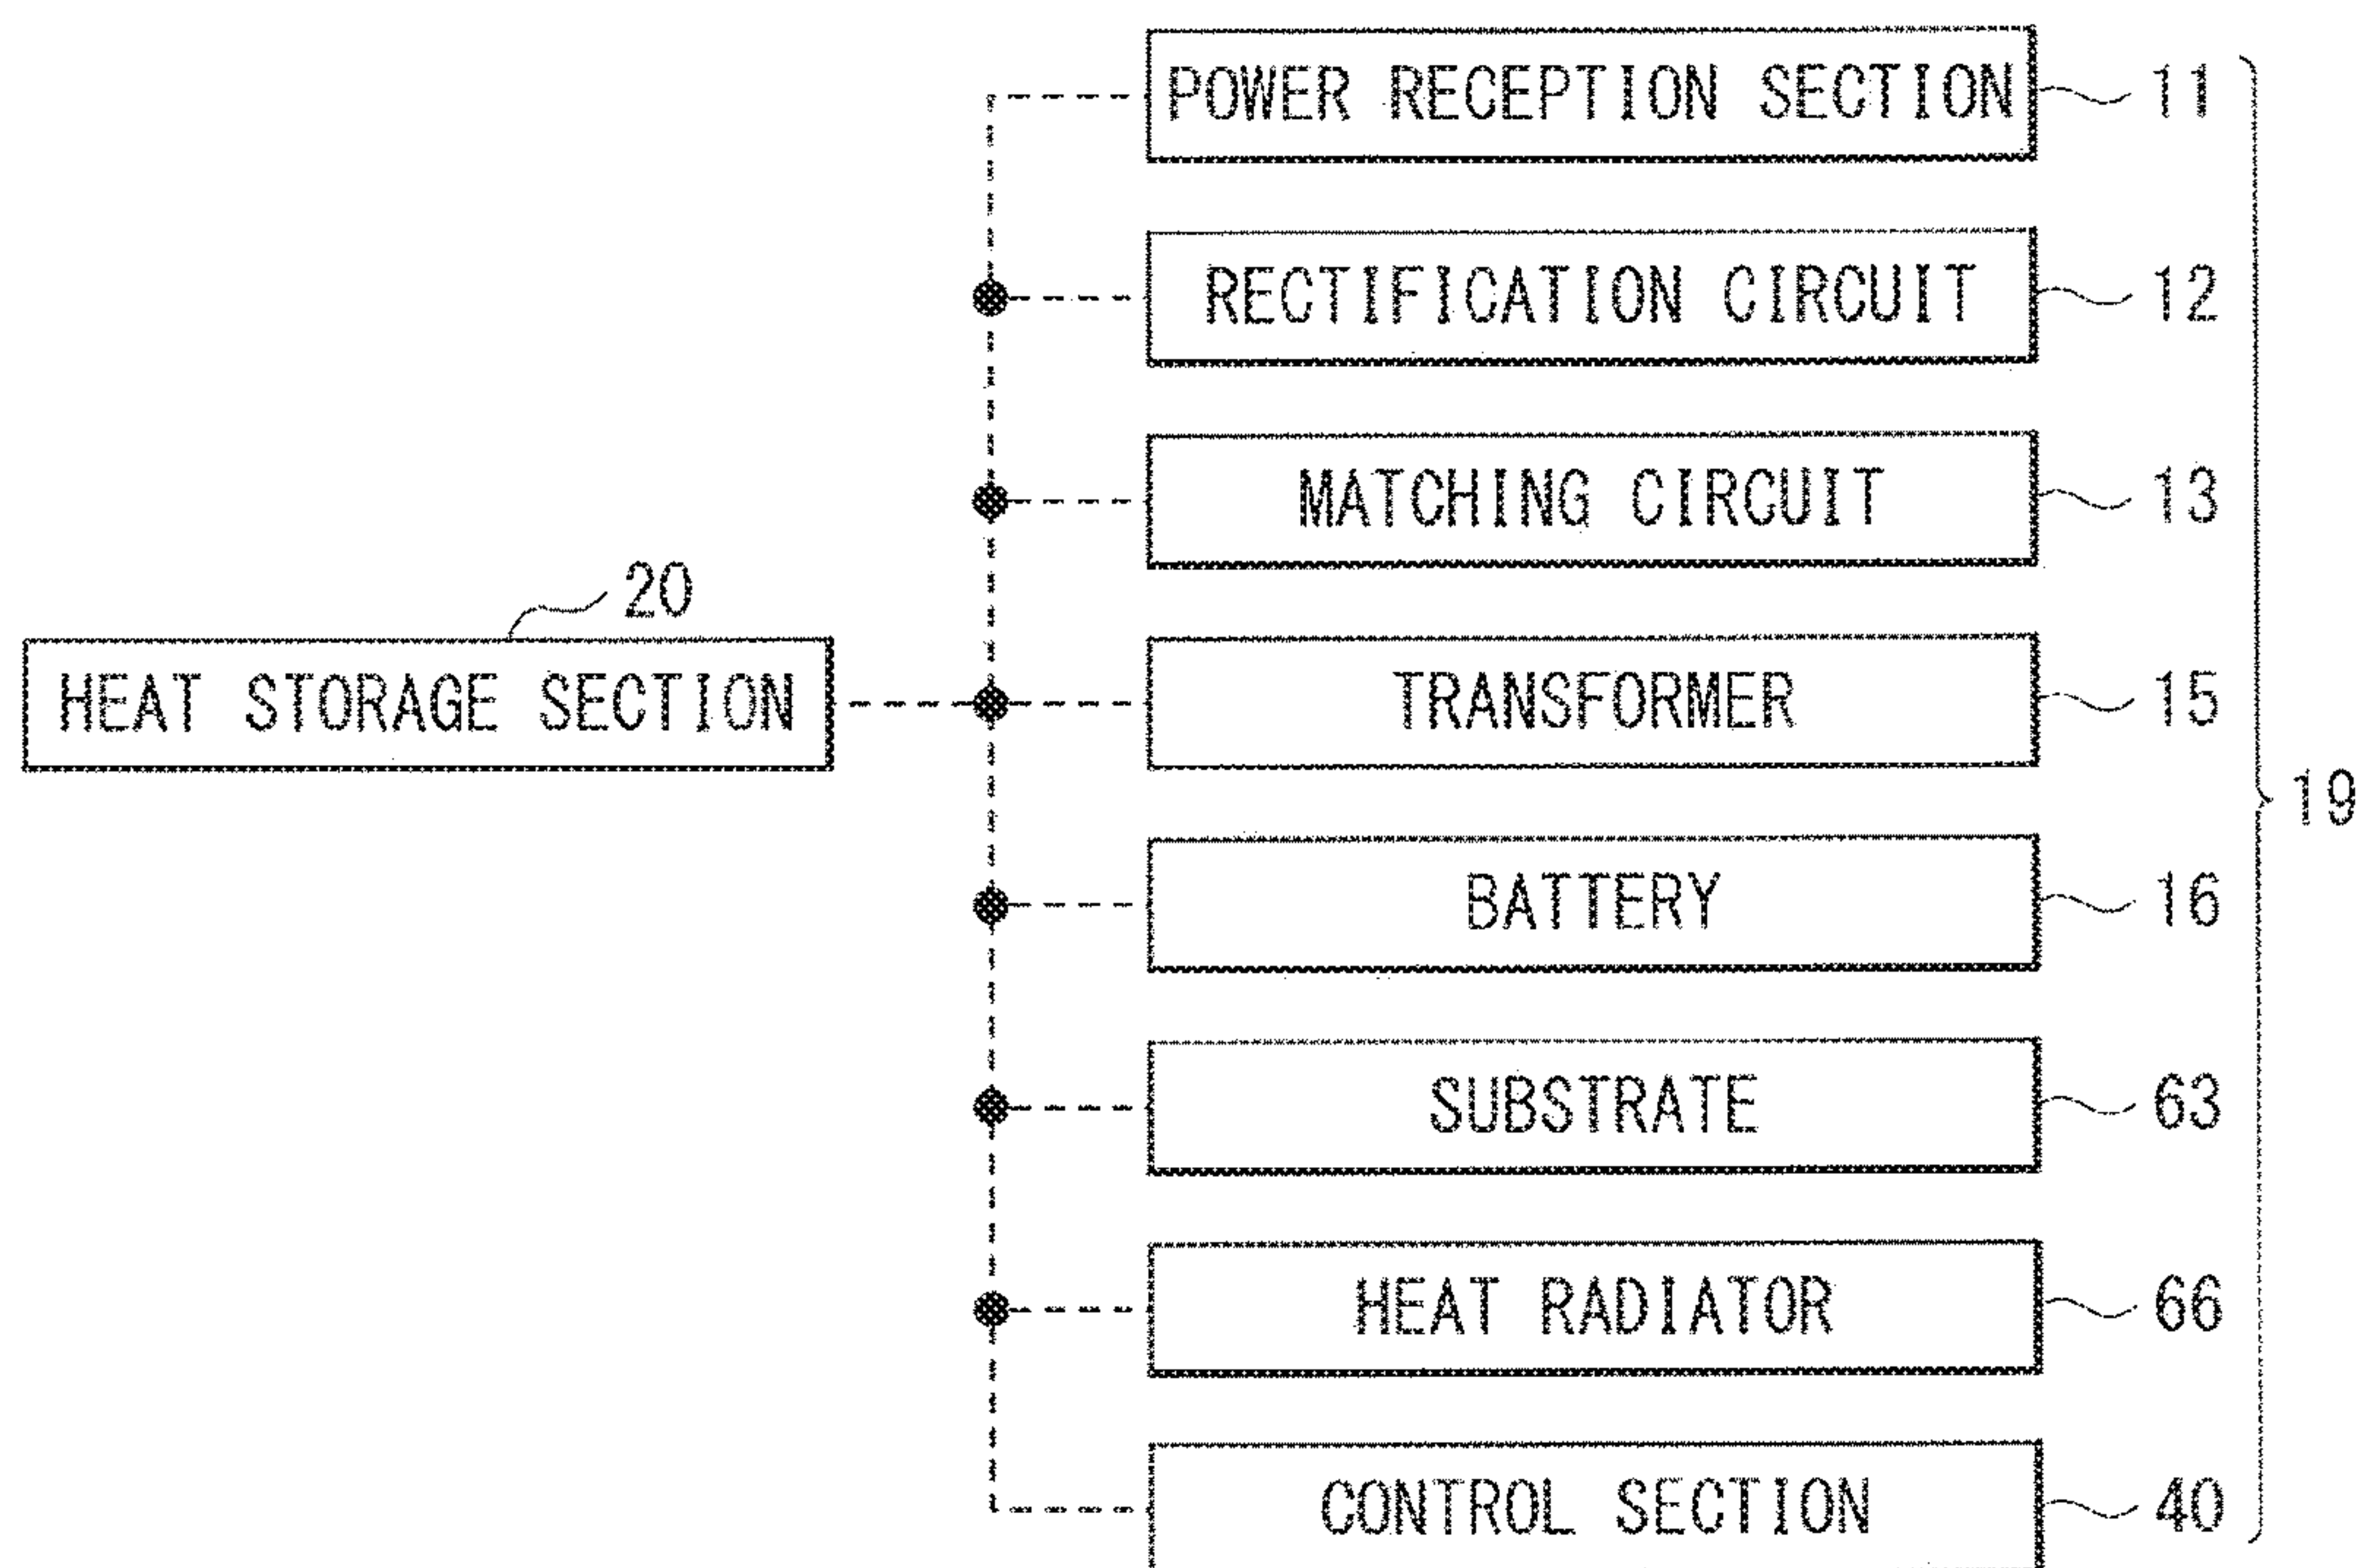 POWER RECEPTION SECTION 11
RECTIFICATION CIRCUIT 12
MATCHING CIRCUIT 13
20
HEAT STORAGE SECTION
TRANSFORMER 15
19
BATTERY 16
SUBSTRATE 63
HEAT RADIATOR 66
CONTROL SECTION 40